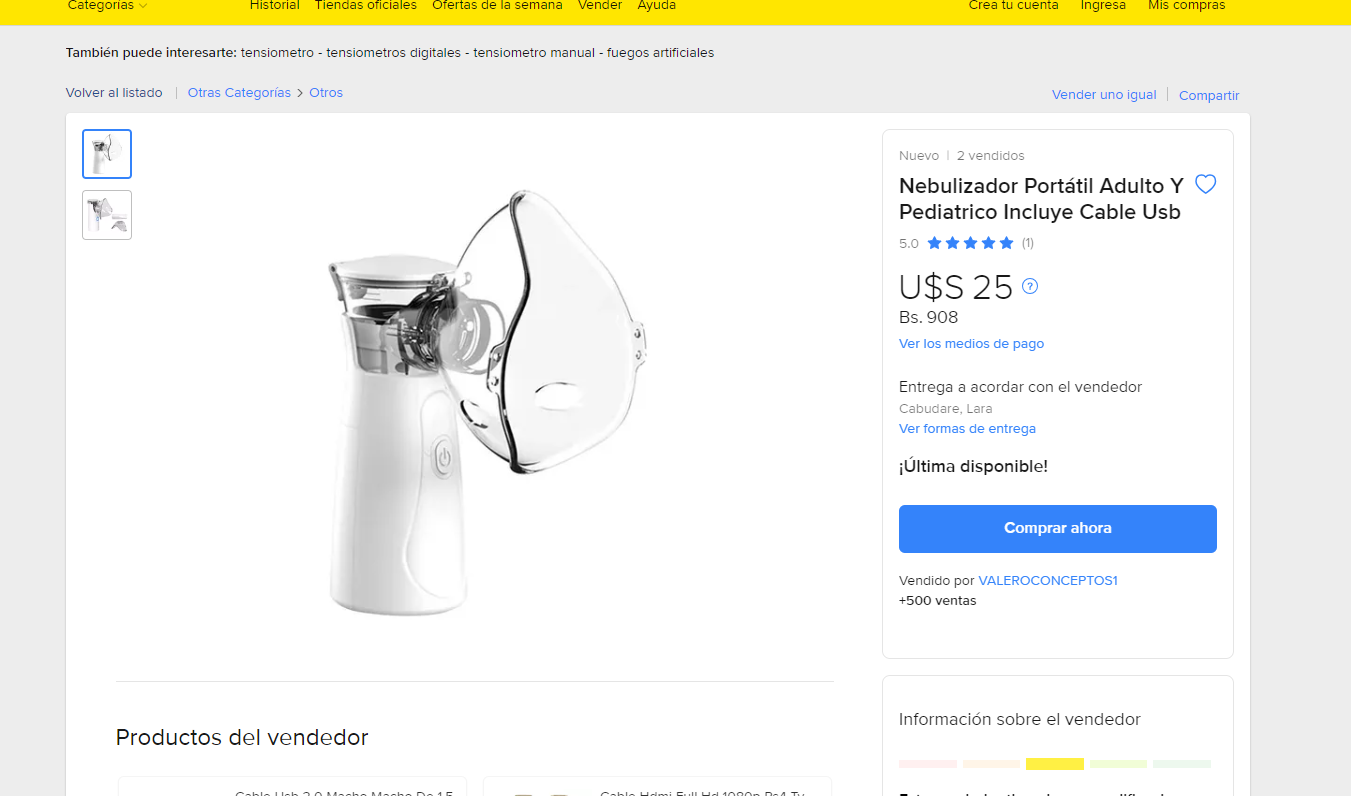 Categorías
Historial Tiendas oficiales Ofertas de la semana Vender Ayuda
Crea tu cuenta Ingresa Mis compras
También puede interesarte: tensiometro - tensiometros digitales - tensiometro manual - fuegos artificiales
Volver al listado | Otras Categorías > Otros
Vender uno igual | Compartir
Nuevo | 2 vendidos
Nebulizador Portátil Adulto Y
Pediatrico Incluye Cable Usb
5.0 (1)
U$S 25 ?
Bs. 908
Ver los medios de pago
Entrega a acordar con el vendedor
Cabudare, Lara
Ver formas de entrega
¡Última disponible!
Comprar ahora
Vendido por VALEROCONCEPTOS1
+500 ventas
Información sobre el vendedor
Productos del vendedor
Cable Usb 2.0 Macho Macho De 1.5
Cable Hdmi Full Hd 1080p Ps4 Tv